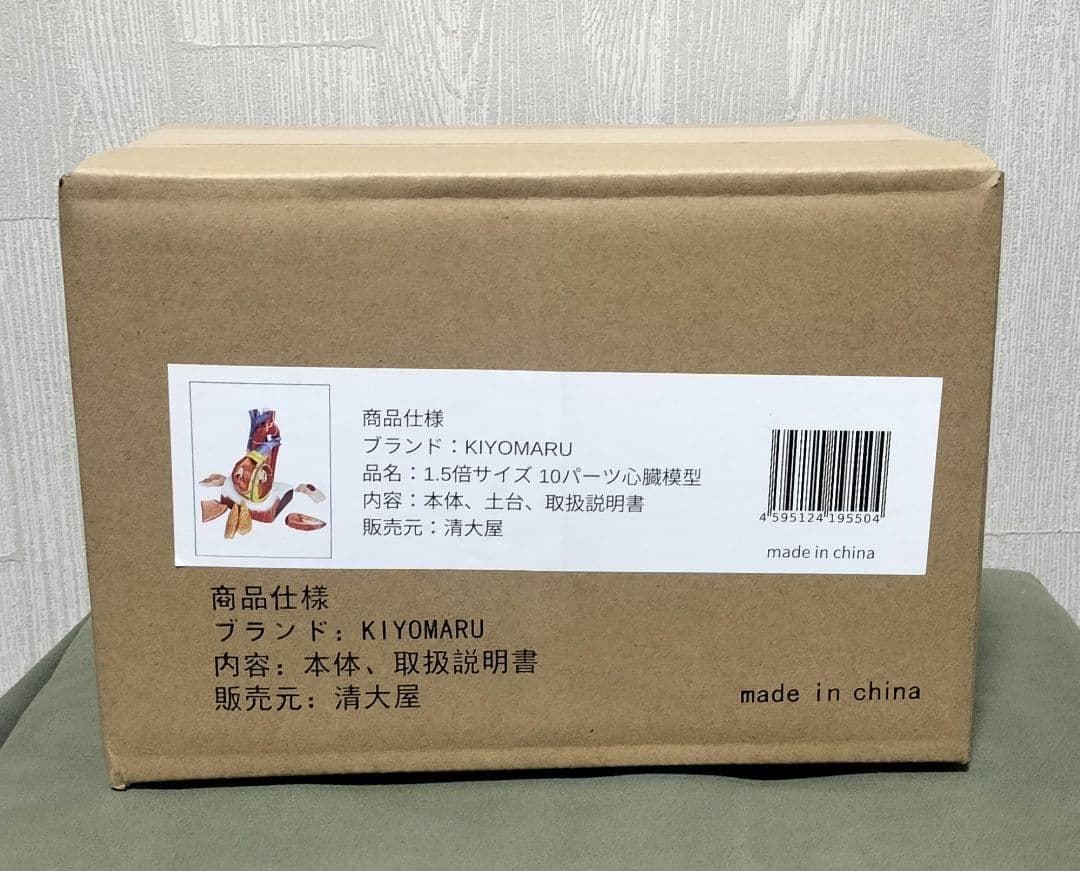 商品仕様
ブランド：KIYOMARU
品名：1.5倍サイズ 10パーツ心臓模型
内容：本体、土台、取扱説明書
販売元：清大屋
4 595124 195504
made in china
商品仕様
ブランド：KIYOMARU
内容：本体、取扱説明書
販売元：清大屋
made in china